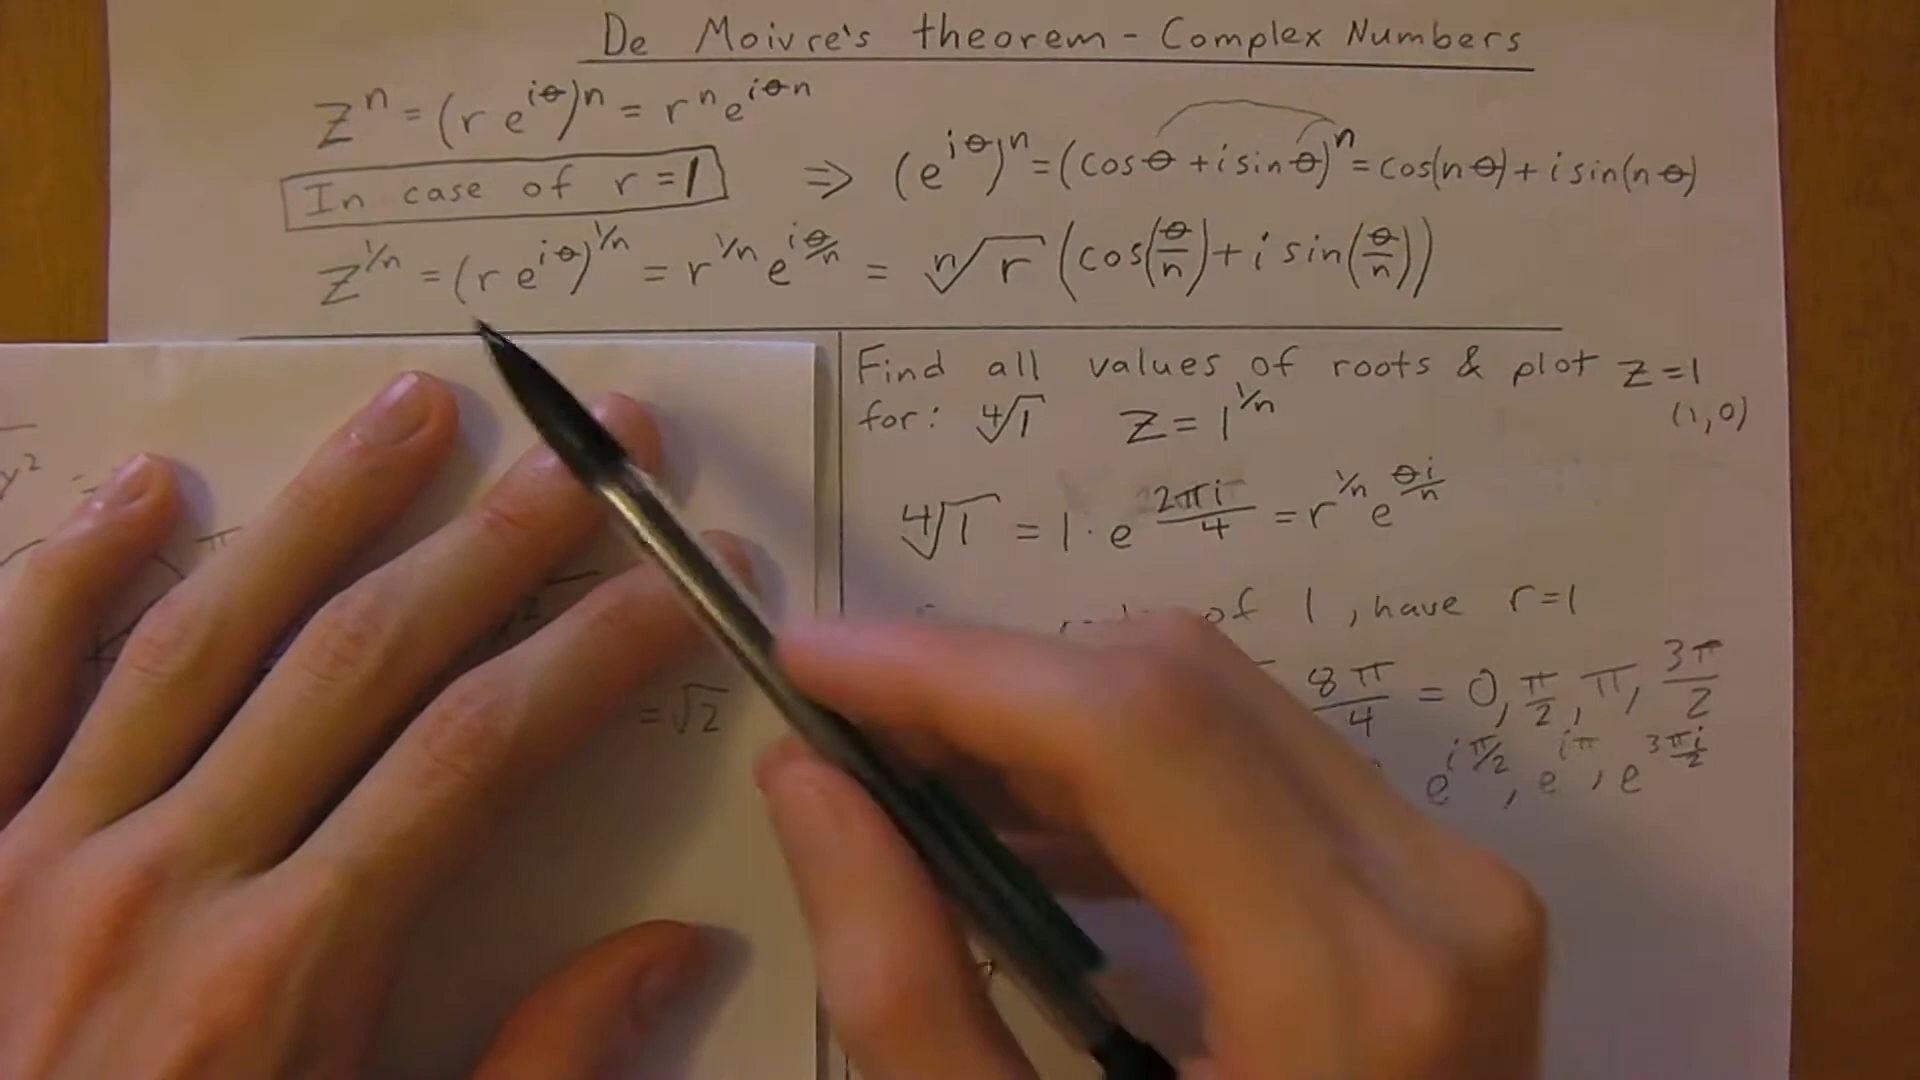 De Moivre's theorem - Complex Numbers
Zⁿ = (r e^{iθ})ⁿ = rⁿ e^{iθn}
In case of r = 1 ⇒ (e^{iθ})ⁿ = (cosθ + i sinθ)ⁿ = cos(nθ) + i sin(nθ)
Z^{1/n} = (r e^{iθ})^{1/n} = r^{1/n} e^{iθ/n} = ⁿ√r (cos(θ/n) + i sin(θ/n))
Find all values of roots & plot z = 1
for: ⁴√1 Z = 1^{1/n} (1, 0)
⁴√1 = 1 · e^{2πi/4} = r^{1/n} e^{θi/n}
of 1, have r = 1
8π/4 = 0, π/2, π, 3π/2
e^{iπ/2}, e^{iπ}, e^{3πi/2}
y²
π
= √2